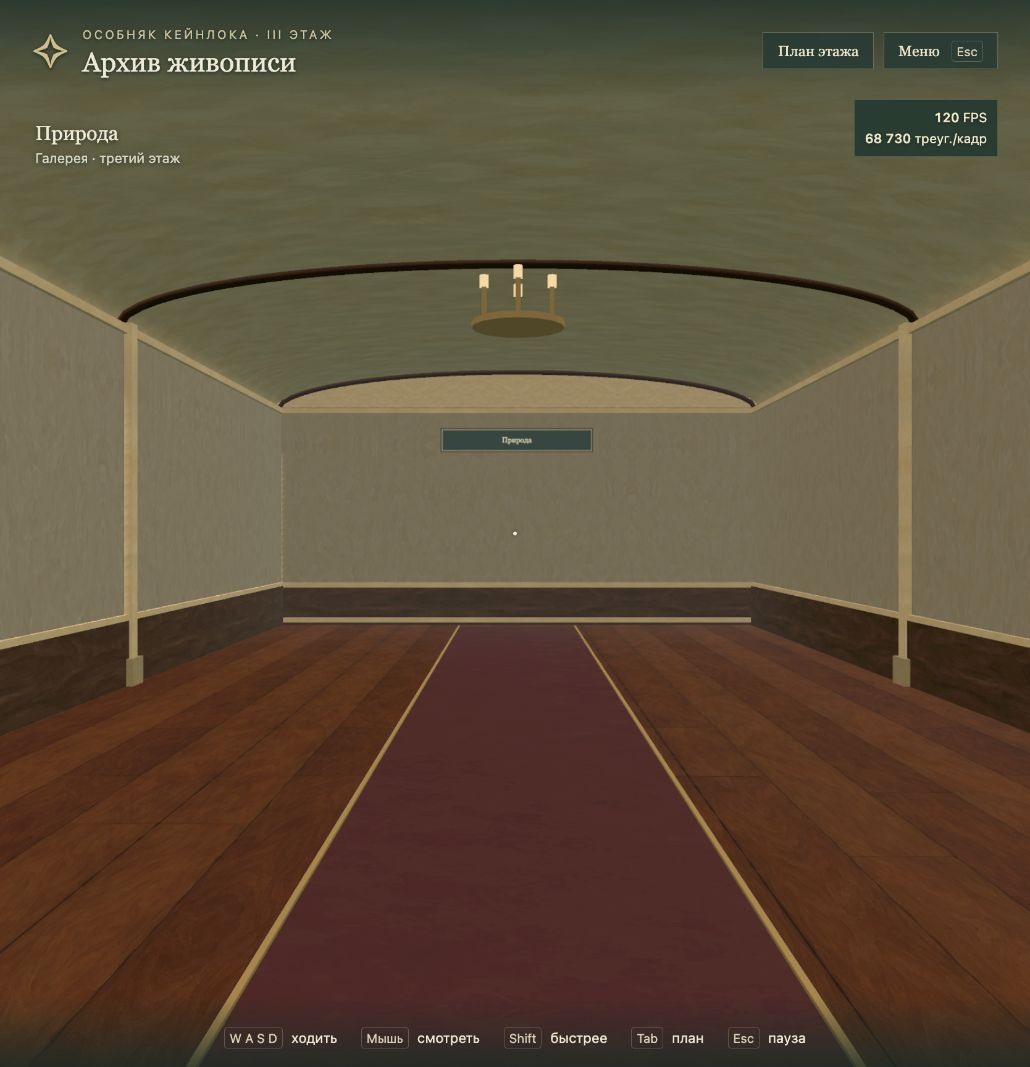 ОСОБНЯК КЕЙНЛОКА · III ЭТАЖ
Архив живописи
План этажа
Меню Esc
120 FPS
68 730 треуг./кадр
Природа
Галерея · третий этаж
Природа
W A S D ходить Мышь смотреть Shift быстрее Tab план Esc пауза